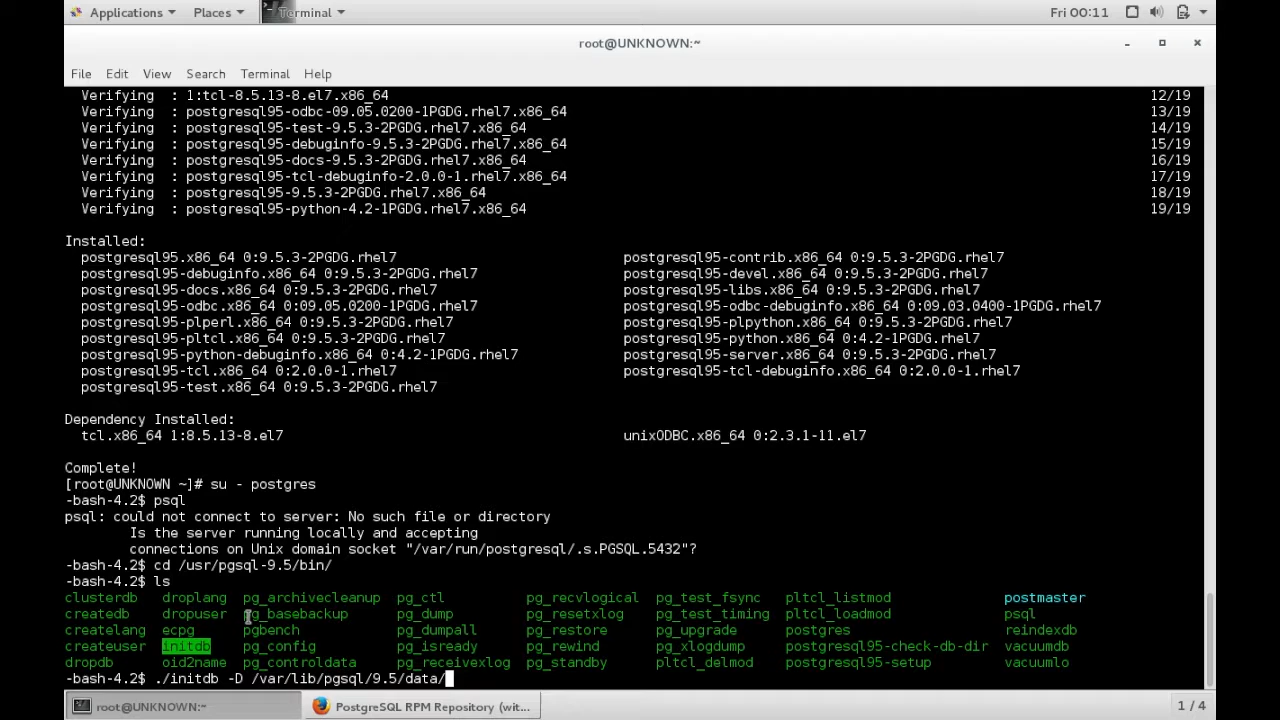 Applications Places Terminal Fri 00:11
root@UNKNOWN:~
File Edit View Search Terminal Help
Verifying : 1:tcl-8.5.13-8.el7.x86_64 12/19
Verifying : postgresql95-odbc-09.05.0200-1PGDG.rhel7.x86_64 13/19
Verifying : postgresql95-test-9.5.3-2PGDG.rhel7.x86_64 14/19
Verifying : postgresql95-debuginfo-9.5.3-2PGDG.rhel7.x86_64 15/19
Verifying : postgresql95-docs-9.5.3-2PGDG.rhel7.x86_64 16/19
Verifying : postgresql95-tcl-debuginfo-2.0.0-1.rhel7.x86_64 17/19
Verifying : postgresql95-9.5.3-2PGDG.rhel7.x86_64 18/19
Verifying : postgresql95-python-4.2-1PGDG.rhel7.x86_64 19/19
Installed:
postgresql95.x86_64 0:9.5.3-2PGDG.rhel7 postgresql95-contrib.x86_64 0:9.5.3-2PGDG.rhel7
postgresql95-debuginfo.x86_64 0:9.5.3-2PGDG.rhel7 postgresql95-devel.x86_64 0:9.5.3-2PGDG.rhel7
postgresql95-docs.x86_64 0:9.5.3-2PGDG.rhel7 postgresql95-libs.x86_64 0:9.5.3-2PGDG.rhel7
postgresql95-odbc.x86_64 0:09.05.0200-1PGDG.rhel7 postgresql95-odbc-debuginfo.x86_64 0:09.03.0400-1PGDG.rhel7
postgresql95-plperl.x86_64 0:9.5.3-2PGDG.rhel7 postgresql95-plpython.x86_64 0:9.5.3-2PGDG.rhel7
postgresql95-pltcl.x86_64 0:9.5.3-2PGDG.rhel7 postgresql95-python.x86_64 0:4.2-1PGDG.rhel7
postgresql95-python-debuginfo.x86_64 0:4.2-1PGDG.rhel7 postgresql95-server.x86_64 0:9.5.3-2PGDG.rhel7
postgresql95-tcl.x86_64 0:2.0.0-1.rhel7 postgresql95-tcl-debuginfo.x86_64 0:2.0.0-1.rhel7
postgresql95-test.x86_64 0:9.5.3-2PGDG.rhel7
Dependency Installed:
tcl.x86_64 1:8.5.13-8.el7 unixODBC.x86_64 0:2.3.1-11.el7
Complete!
[root@UNKNOWN ~]# su - postgres
-bash-4.2$ psql
psql: could not connect to server: No such file or directory
Is the server running locally and accepting
connections on Unix domain socket "/var/run/postgresql/.s.PGSQL.5432"?
-bash-4.2$ cd /usr/pgsql-9.5/bin/
-bash-4.2$ ls
clusterdb droplang pg_archivecleanup pg_ctl pg_recvlogical pg_test_fsync pltcl_listmod postmaster
createdb dropuser pg_basebackup pg_dump pg_resetxlog pg_test_timing pltcl_loadmod psql
createlang ecpg pgbench pg_dumpall pg_restore pg_upgrade postgres reindexdb
createuser initdb pg_config pg_isready pg_rewind pg_xlogdump postgresql95-check-db-dir vacuumdb
dropdb oid2name pg_controldata pg_receivexlog pg_standby pltcl_delmod postgresql95-setup vacuumlo
-bash-4.2$ ./initdb -D /var/lib/pgsql/9.5/data/
root@UNKNOWN:~ PostgreSQL RPM Repository (wit... 1 / 4